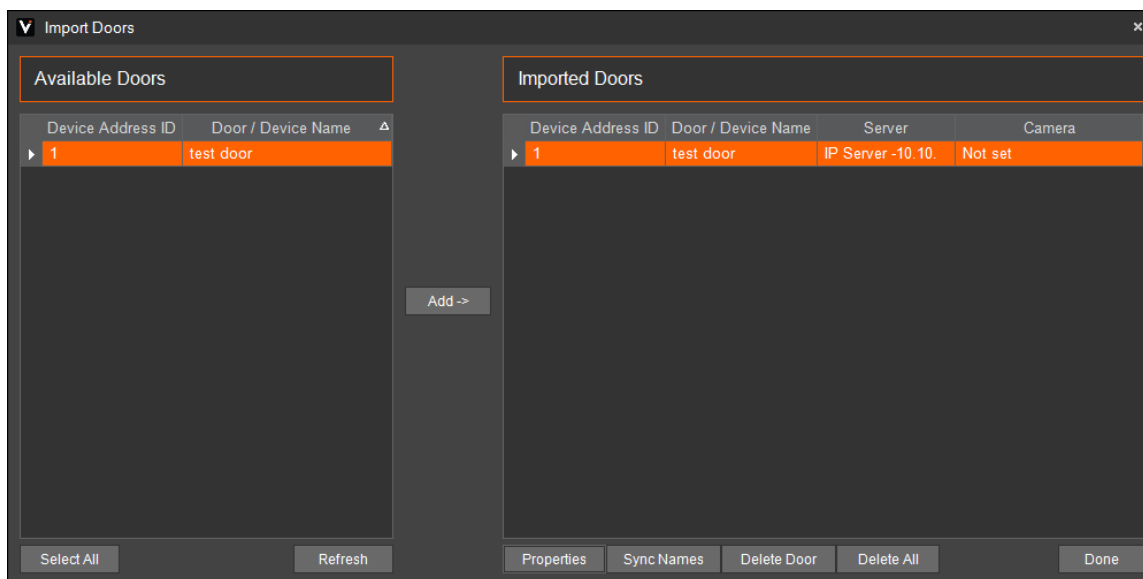 Import Doors
Available Doors
Imported Doors
Device Address ID Door / Device Name
1 test door
Device Address ID Door / Device Name Server Camera
1 test door IP Server -10.10. Not set
Add ->
Select All Refresh
Properties Sync Names Delete Door Delete All Done